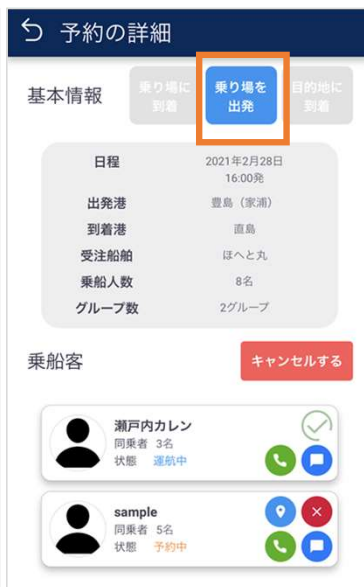 予約の詳細
基本情報
乗り場に
到着
乗り場を
出発
目的地に
到着
日程 2021年2月28日
16:00発
出発港 豊島（家浦）
到着港 直島
受注船舶 ほへと丸
乗船人数 8名
グループ数 2グループ
乗船客 キャンセルする
瀬戸内カレン
同乗者 3名
状態 運航中
sample
同乗者 5名
状態 予約中